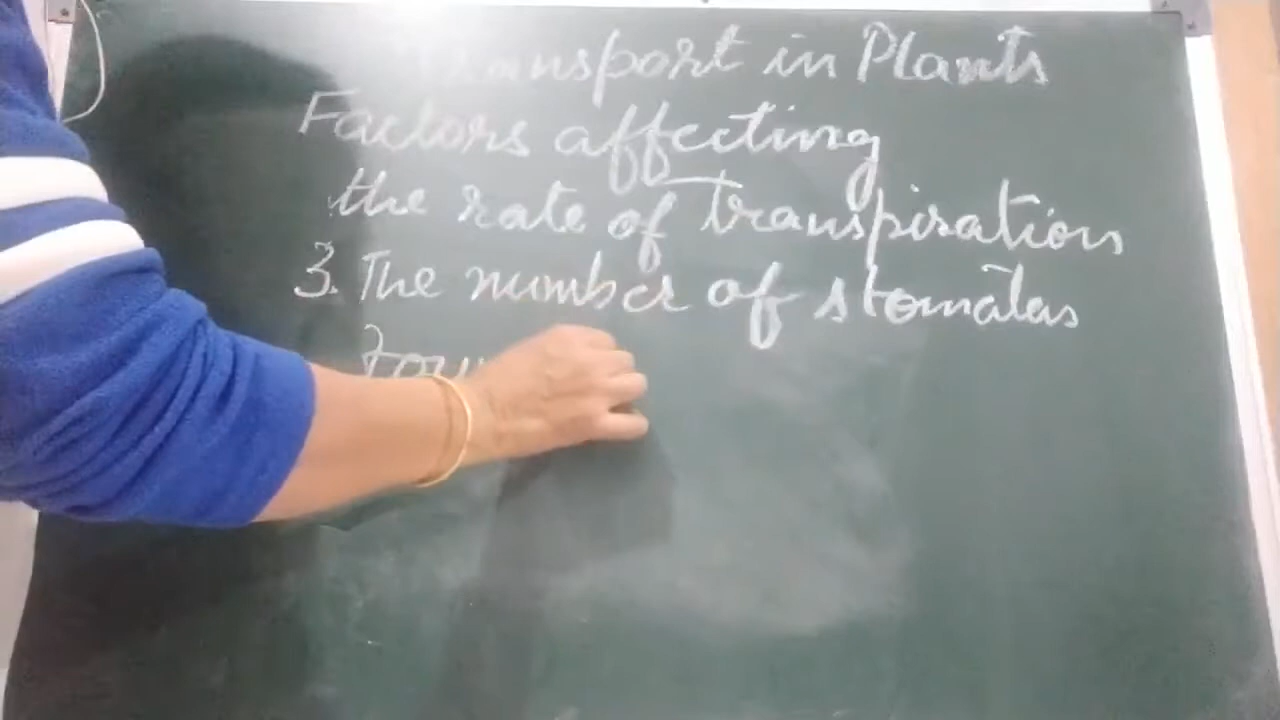 Transport in Plants
Factors affecting
the rate of transpiration
3. The number of stomatas